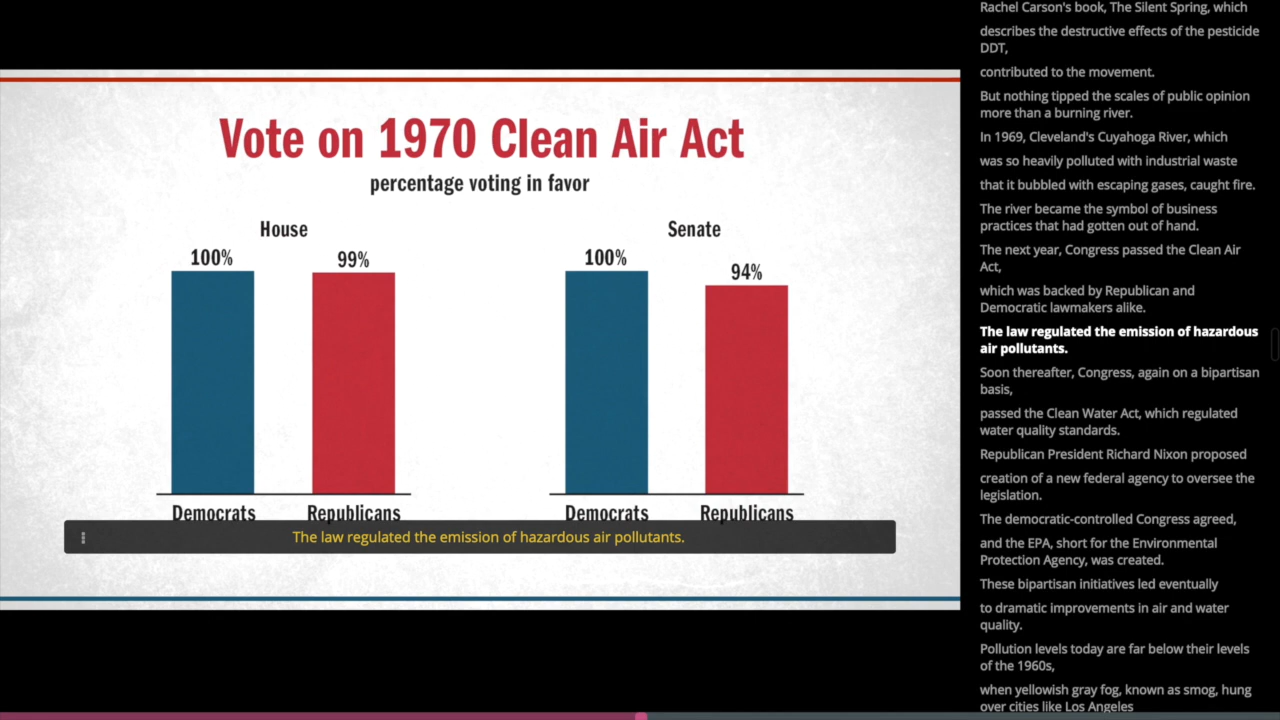 Vote on 1970 Clean Air Act
percentage voting in favor
House
Senate
100%
99%
100%
94%
Democrats
Republicans
Democrats
Republicans
The law regulated the emission of hazardous air pollutants.
Rachel Carson's book, The Silent Spring, which
describes the destructive effects of the pesticide
DDT,
contributed to the movement.
But nothing tipped the scales of public opinion
more than a burning river.
In 1969, Cleveland's Cuyahoga River, which
was so heavily polluted with industrial waste
that it bubbled with escaping gases, caught fire.
The river became the symbol of business
practices that had gotten out of hand.
The next year, Congress passed the Clean Air
Act,
which was backed by Republican and
Democratic lawmakers alike.
The law regulated the emission of hazardous
air pollutants.
Soon thereafter, Congress, again on a bipartisan
basis,
passed the Clean Water Act, which regulated
water quality standards.
Republican President Richard Nixon proposed
creation of a new federal agency to oversee the
legislation.
The democratic-controlled Congress agreed,
and the EPA, short for the Environmental
Protection Agency, was created.
These bipartisan initiatives led eventually
to dramatic improvements in air and water
quality.
Pollution levels today are far below their levels
of the 1960s,
when yellowish gray fog, known as smog, hung
over cities like Los Angeles